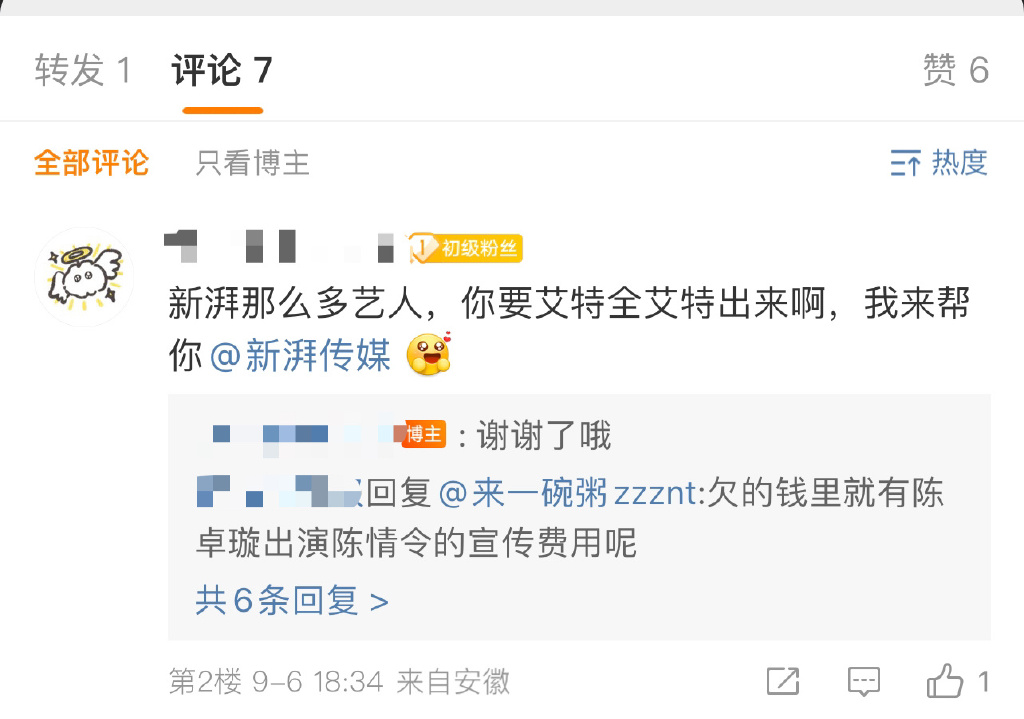 转发 1 评论 7 赞 6
全部评论 只看博主 热度
1 初级粉丝
新湃那么多艺人，你要艾特全艾特出来啊，我来帮
你@新湃传媒
博主：谢谢了哦
回复@来一碗粥zzznt:欠的钱里就有陈
卓璇出演陈情令的宣传费用呢
共6条回复 >
第2楼 9-6 18:34 来自安徽 1